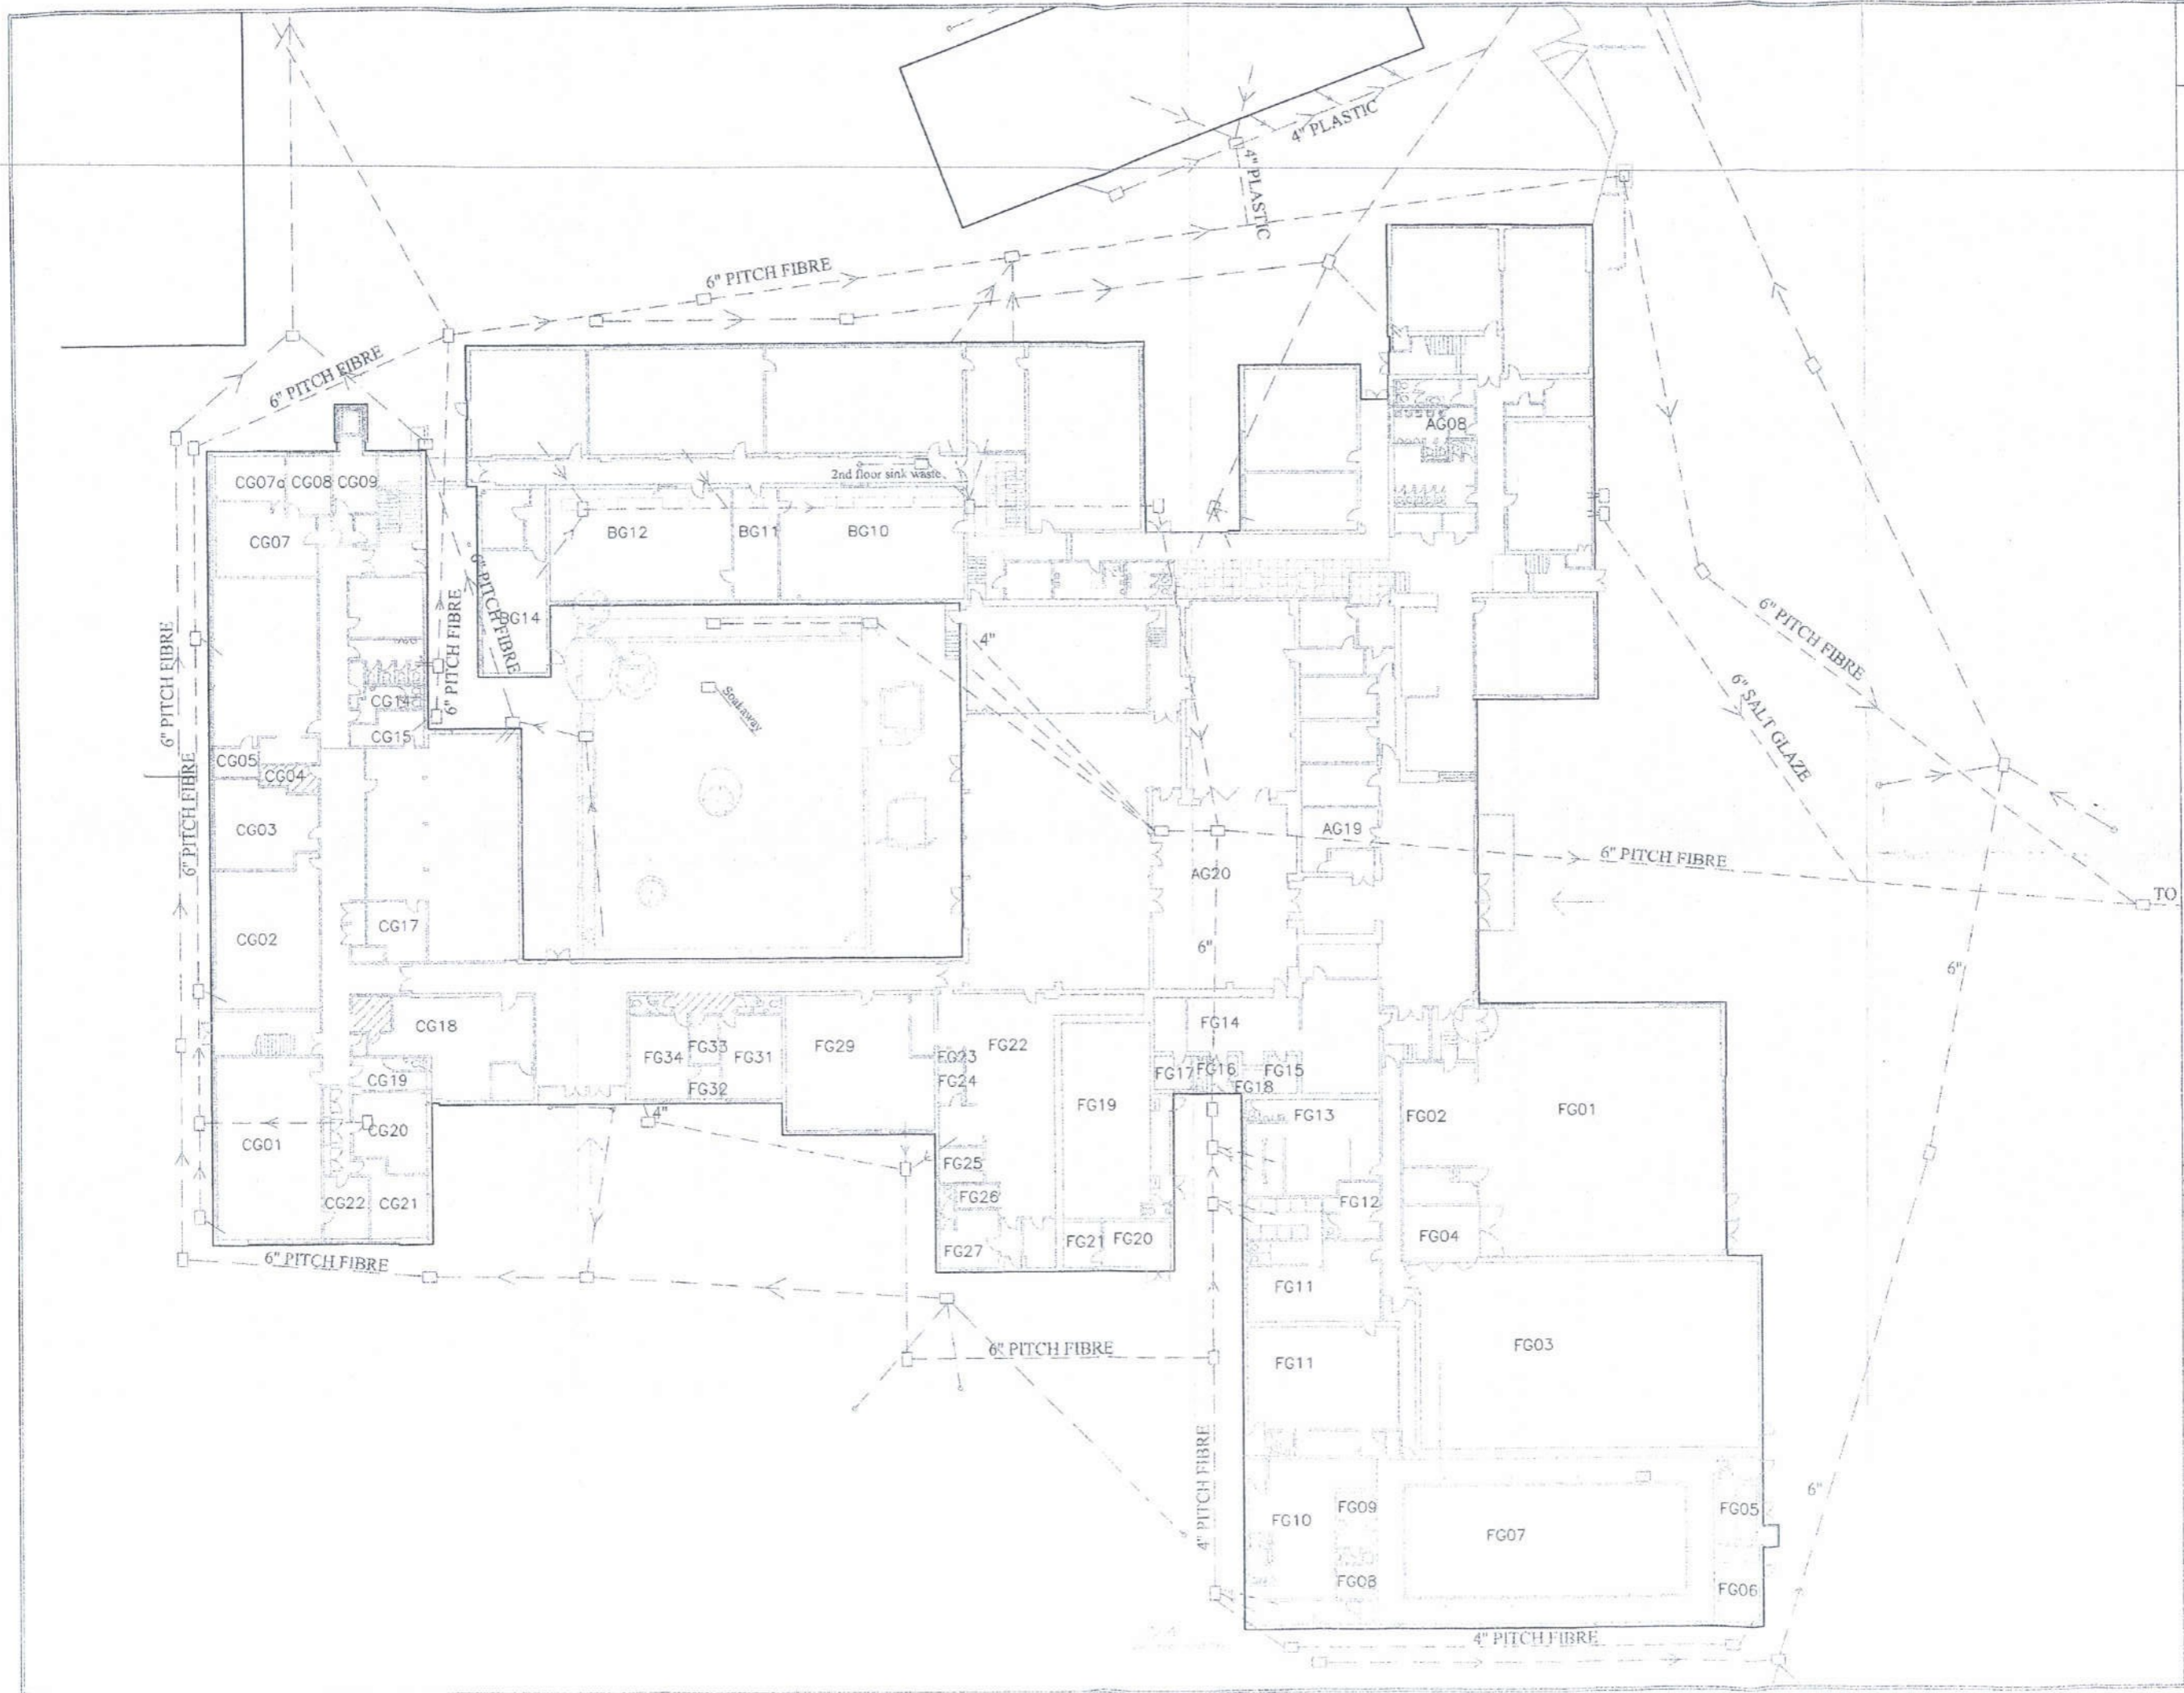 4" PLASTIC
4" PLASTIC
6" PITCH FIBRE
6" PITCH FIBRE
AG08
2nd floor sink waste
CG07a
CG08
CG09
CG07
BG12
BG11
BG10
6" PITCH FIBRE
6" PITCH FIBRE
BG14
4"
6" PITCH FIBRE
6" PITCH FIBRE
6" SALT GLAZE
Soakaway
CG14
CG15
CG05
CG04
6" PITCH FIBRE
CG03
AG19
6" PITCH FIBRE
AG20
TO
CG17
CG02
6"
6"
CG18
FG14
FG34
FG33
FG31
FG29
FG23
FG22
FG17
FG16
FG15
FG18
CG19
FG32
FG24
FG19
4"
FG13
FG02
FG01
CG20
CG01
FG25
CG22
CG21
FG26
FG12
FG27
FG21
FG20
FG04
6" PITCH FIBRE
FG11
6" PITCH FIBRE
FG03
FG11
4" PITCH FIBRE
6"
FG10
FG09
FG07
FG05
FG08
FG06
4" PITCH FIBRE